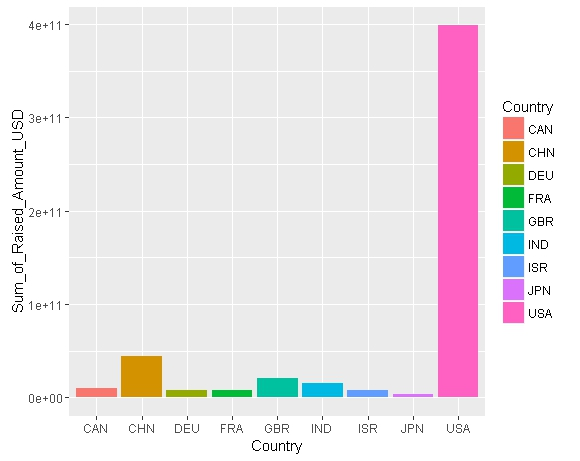 Sum_of_Raised_Amount_USD
4e+11
3e+11
2e+11
1e+11
0e+00
CAN CHN DEU FRA GBR IND ISR JPN USA
Country
Country
CAN
CHN
DEU
FRA
GBR
IND
ISR
JPN
USA